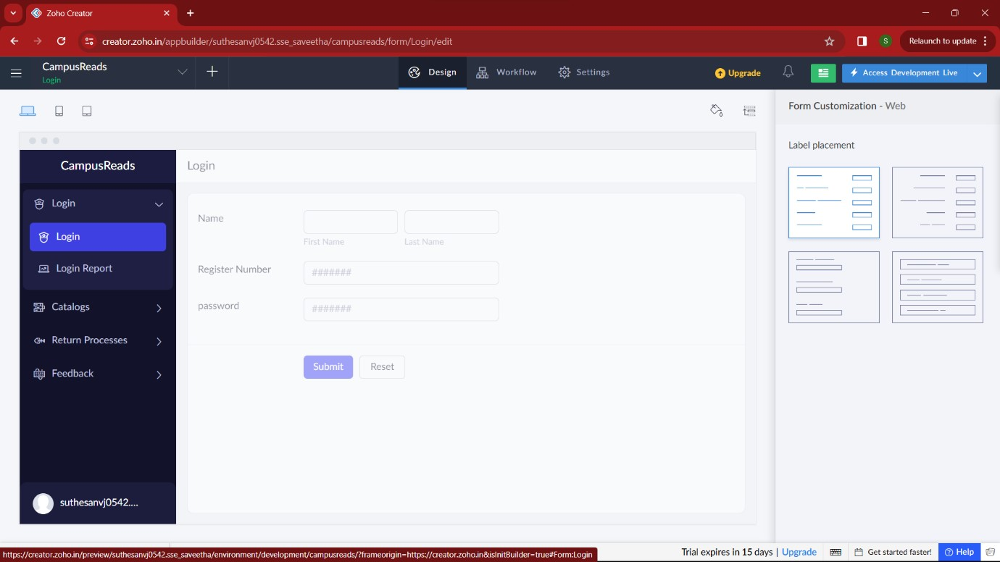 Zoho Creator
creator.zoho.in/appbuilder/suthesanvj0542.sse_saveetha/campusreads/form/Login/edit
S
Relaunch to update
CampusReads
Login
Design
Workflow
Settings
Upgrade
Access Development Live
Form Customization - Web
Label placement
CampusReads
Login
Login
Login
Login Report
Catalogs
Return Processes
Feedback
suthesanvj0542....
Name
First Name
Last Name
Register Number
#######
password
#######
Submit
Reset
https://creator.zoho.in/preview/suthesanvj0542.sse_saveetha/environment/development/campusreads/?frameorigin=https://creator.zoho.in&isInitBuilder=true#Form:Login
Trial expires in 15 days | Upgrade
Get started faster!
Help